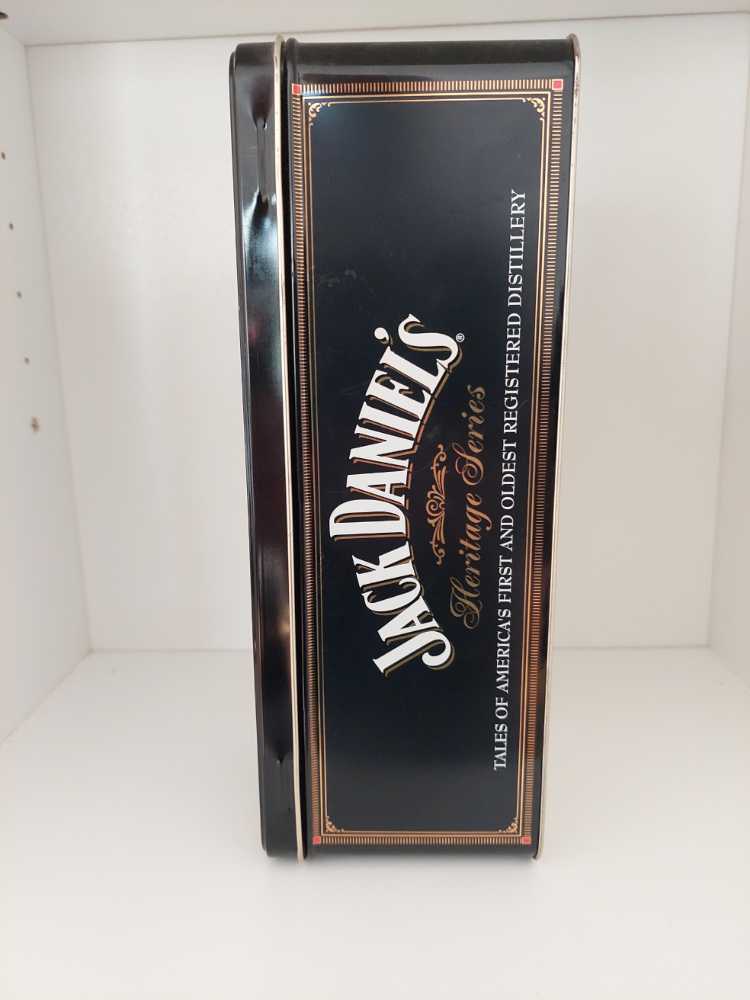 JACK DANIEL'S®
Heritage Series
TALES OF AMERICA'S FIRST AND OLDEST REGISTERED DISTILLERY